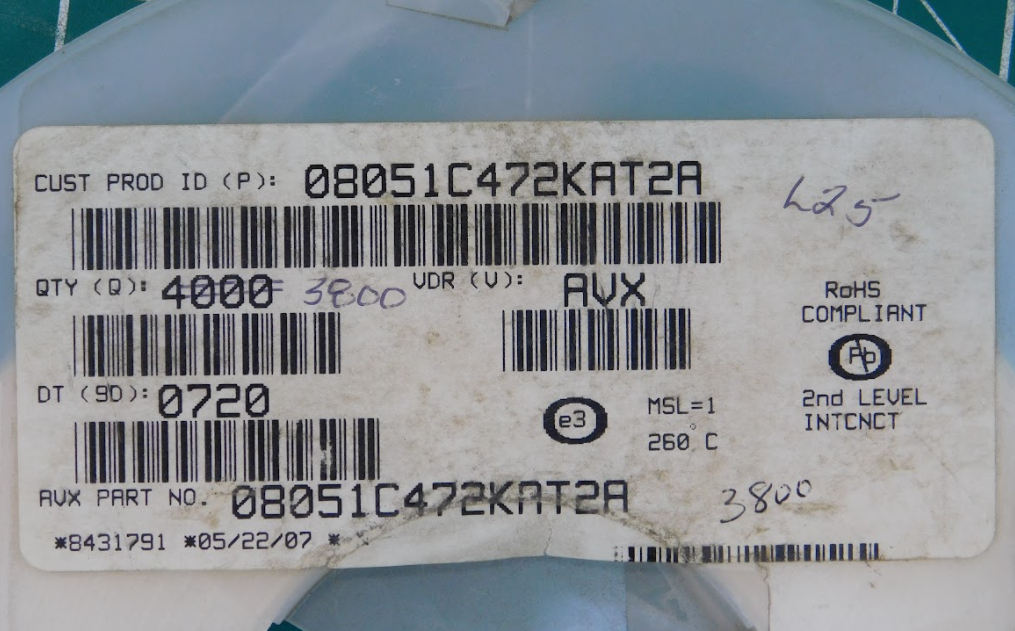 CUST PROD ID (P): 08051C472KAT2A
L25
QTY (Q): 4000 3800 VDR (V): AVX
RoHS
COMPLIANT
Pb
DT (9D): 0720
e3
MSL=1
260°C
2nd LEVEL
INTCNCT
AVX PART NO. 08051C472KAT2A
3800
*8431791 *05/22/07 *